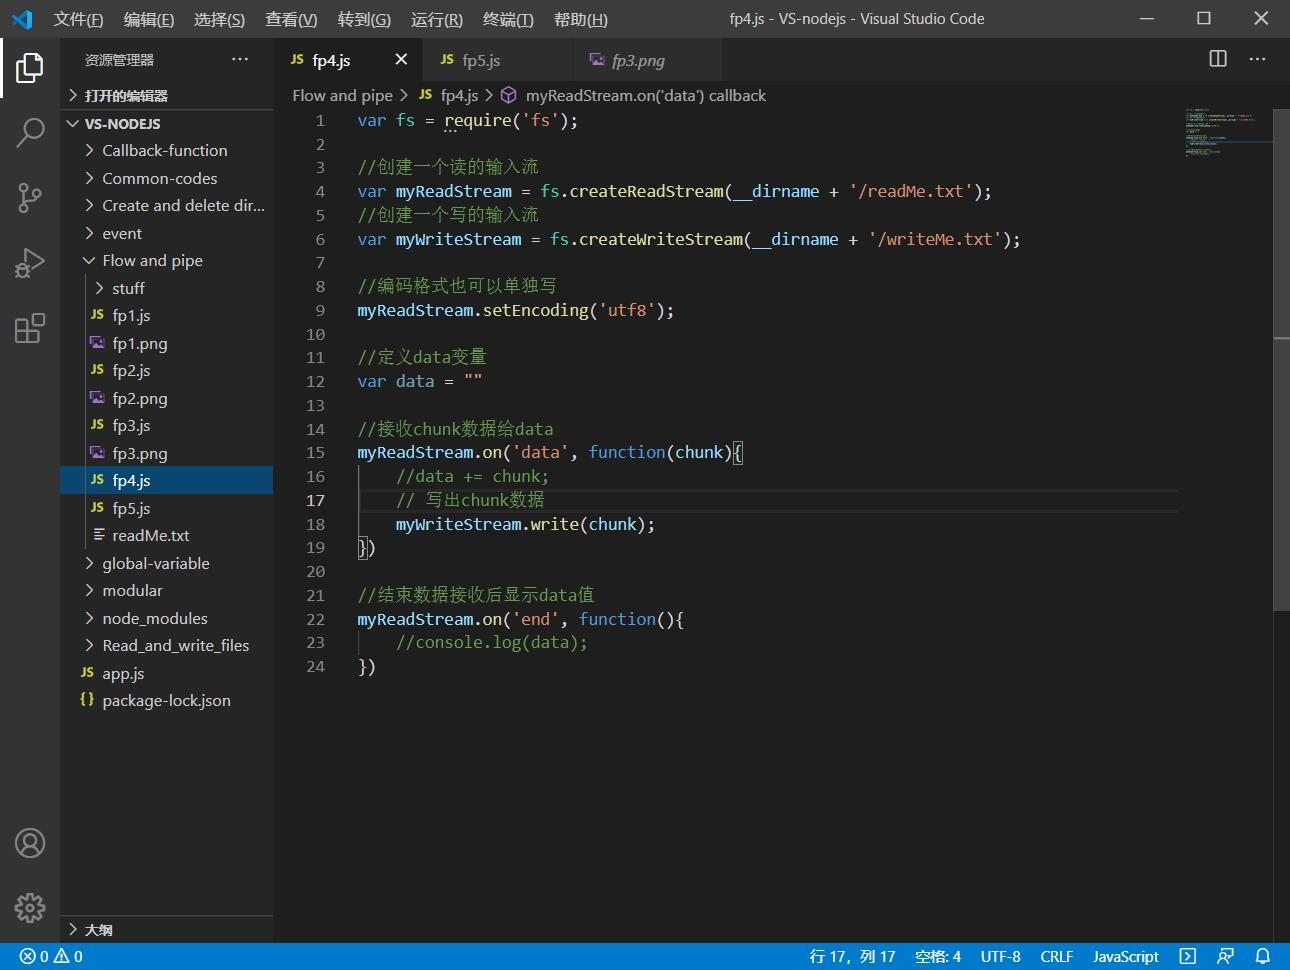 文件(F) 编辑(E) 选择(S) 查看(V) 转到(G) 运行(R) 终端(T) 帮助(H) fp4.js - VS-nodejs - Visual Studio Code
资源管理器
打开的编辑器
VS-NODEJS
Callback-function
Common-codes
Create and delete dir...
event
Flow and pipe
stuff
JS fp1.js
fp1.png
JS fp2.js
fp2.png
JS fp3.js
fp3.png
JS fp4.js
JS fp5.js
readMe.txt
global-variable
modular
node_modules
Read_and_write_files
JS app.js
{} package-lock.json
大纲
JS fp4.js JS fp5.js fp3.png
Flow and pipe > JS fp4.js > myReadStream.on('data') callback
1 var fs = require('fs');
2
3 //创建一个读的输入流
4 var myReadStream = fs.createReadStream(__dirname + '/readMe.txt');
5 //创建一个写的输入流
6 var myWriteStream = fs.createWriteStream(__dirname + '/writeMe.txt');
7
8 //编码格式也可以单独写
9 myReadStream.setEncoding('utf8');
10
11 //定义data变量
12 var data = ""
13
14 //接收chunk数据给data
15 myReadStream.on('data', function(chunk){
16 //data += chunk;
17 // 写出chunk数据
18 myWriteStream.write(chunk);
19 })
20
21 //结束数据接收后显示data值
22 myReadStream.on('end', function(){
23 //console.log(data);
24 })
0 0 行 17，列 17 空格: 4 UTF-8 CRLF JavaScript